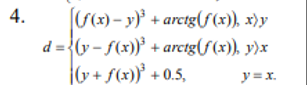 4.
(f(x) – y)³ + arctg(f(x)), x⟩y
d = { (y – f(x))³ + arctg(f(x)), y⟩x
(y + f(x))³ + 0.5, y = x.